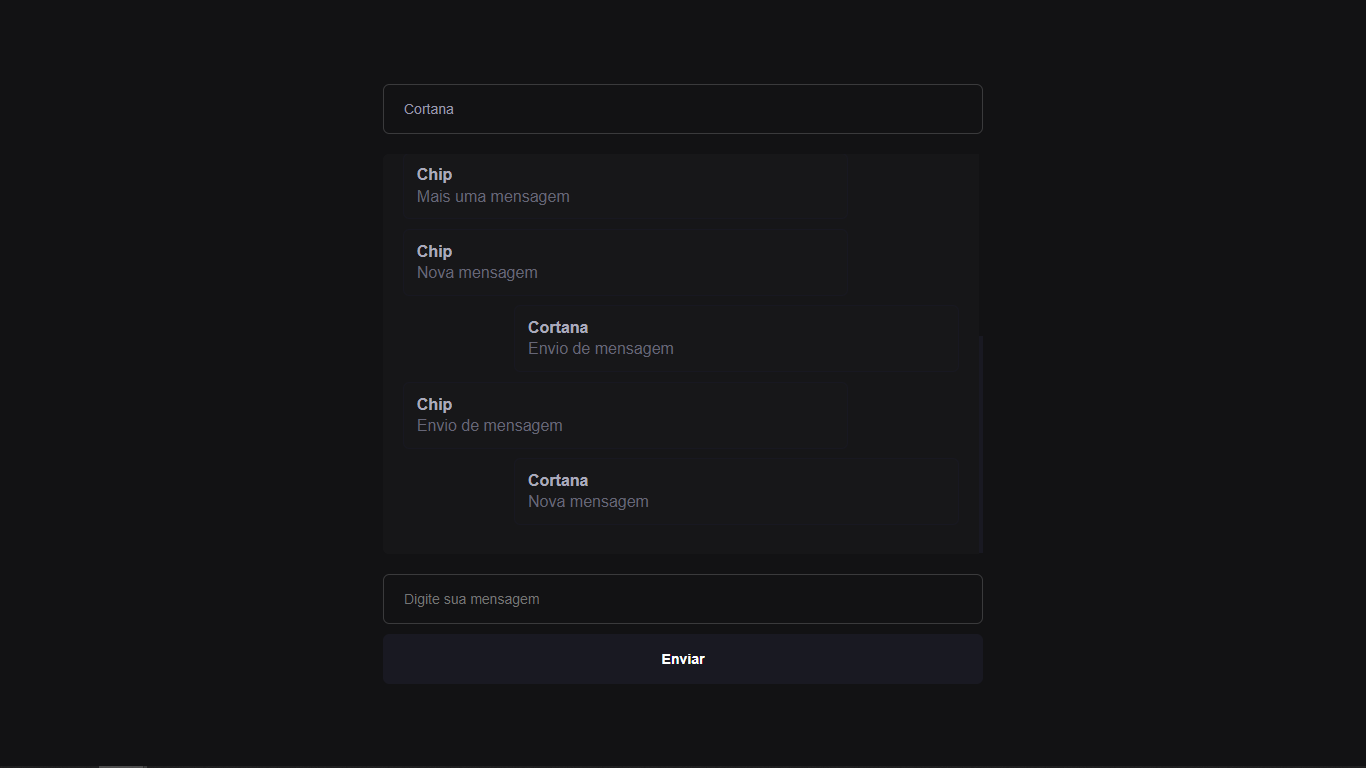 Cortana
Chip
Mais uma mensagem
Chip
Nova mensagem
Cortana
Envio de mensagem
Chip
Envio de mensagem
Cortana
Nova mensagem
Digite sua mensagem
Enviar